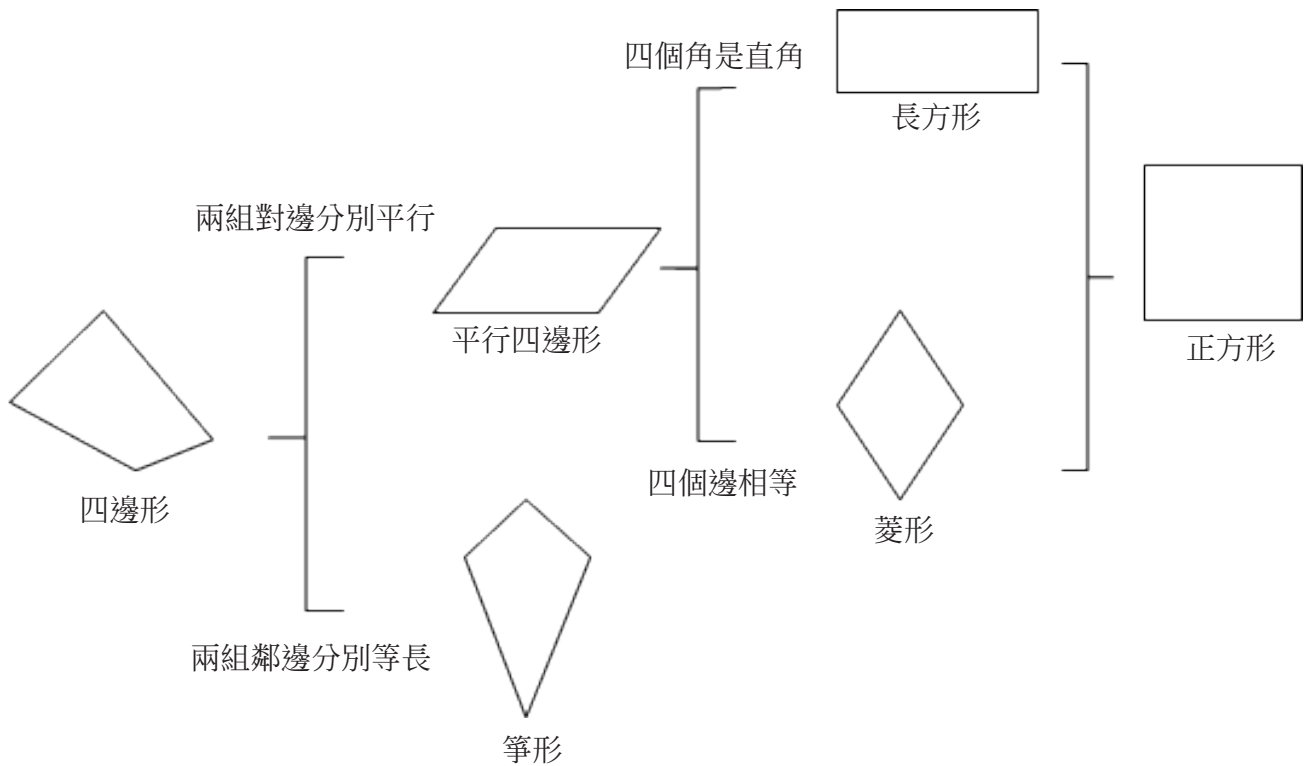 四個角是直角
長方形
兩組對邊分別平行
平行四邊形
正方形
四個邊相等
四邊形
菱形
兩組鄰邊分別等長
箏形